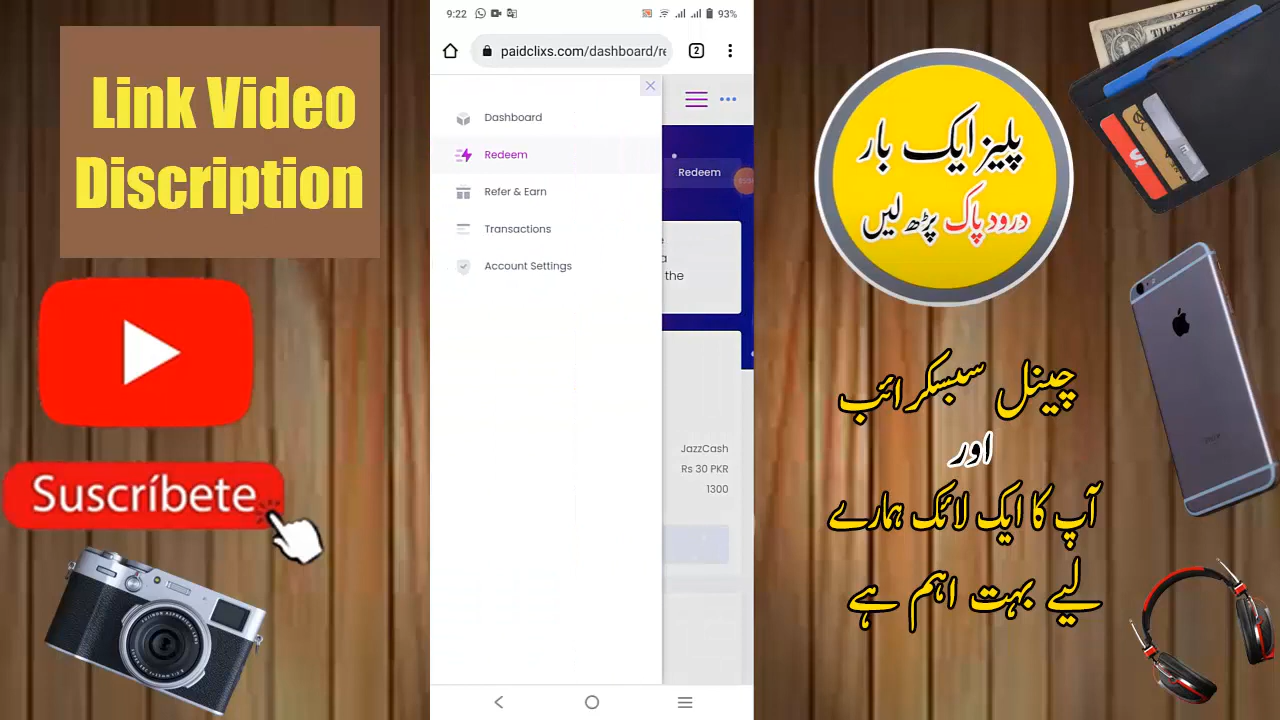 Link Video
Discription
Suscríbete
9:22
93%
paidclixs.com/dashboard/re
2
Dashboard
Redeem
Refer & Earn
Transactions
Account Settings
Redeem
a
the
JazzCash
Rs 30 PKR
1300
پلیز ایک بار
درود پاک پڑھ لیں
چینل سبسکرائب
اور
آپ کا ایک لائک ہمارے
لیے بہت اہم ہے